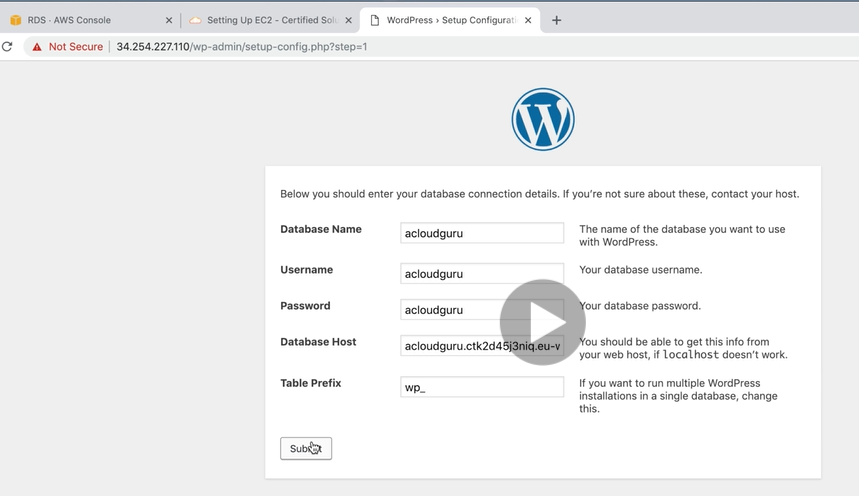 RDS · AWS Console
Setting Up EC2 - Certified Solu
WordPress › Setup Configurati
Not Secure
34.254.227.110/wp-admin/setup-config.php?step=1
Below you should enter your database connection details. If you’re not sure about these, contact your host.
Database Name
acloudguru
The name of the database you want to use
with WordPress.
Username
acloudguru
Your database username.
Password
acloudguru
Your database password.
Database Host
acloudguru.ctk2d45j3niq.eu-w
You should be able to get this info from
your web host, if localhost doesn’t work.
Table Prefix
wp_
If you want to run multiple WordPress
installations in a single database, change
this.
Submit